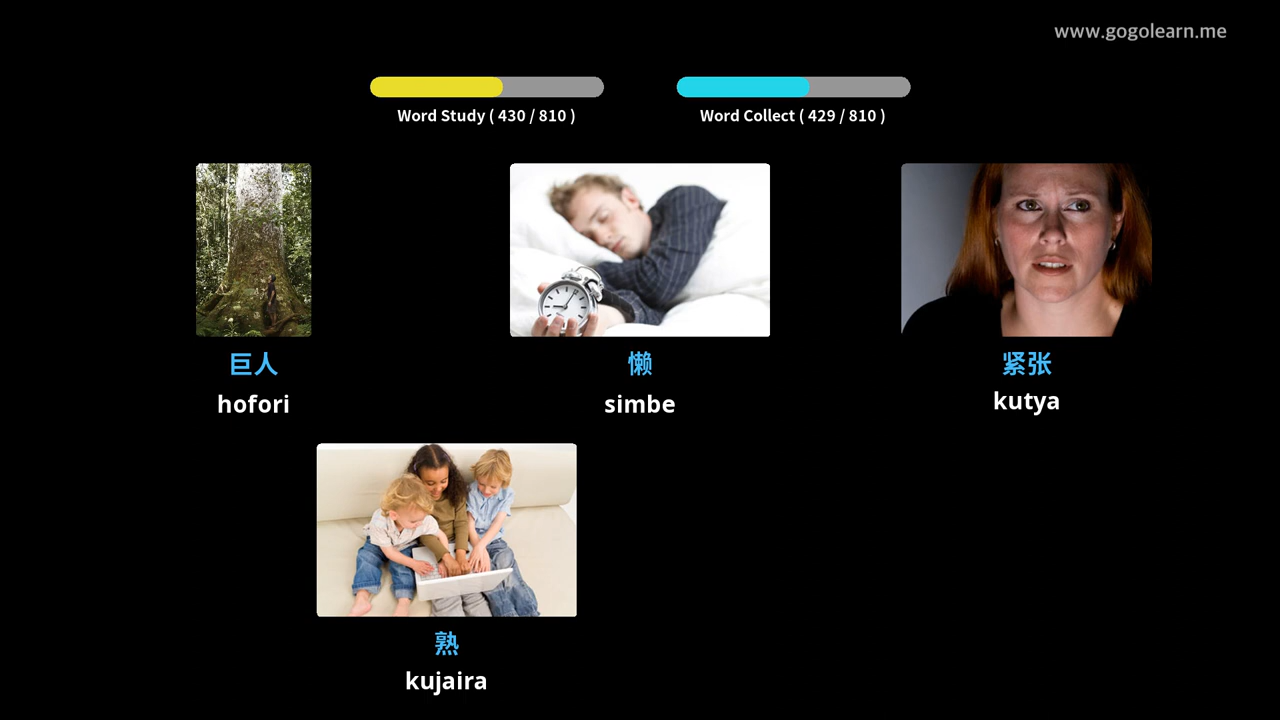 www.gogolearn.me
Word Study ( 430 / 810 )
Word Collect ( 429 / 810 )
巨人
hofori
懒
simbe
紧张
kutya
熟
kujaira